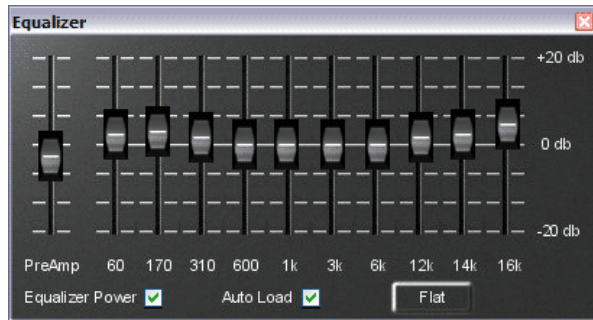 Equalizer
+20 db
0 db
-20 db
PreAmp 60 170 310 600 1k 3k 6k 12k 14k 16k
Equalizer Power Auto Load Flat